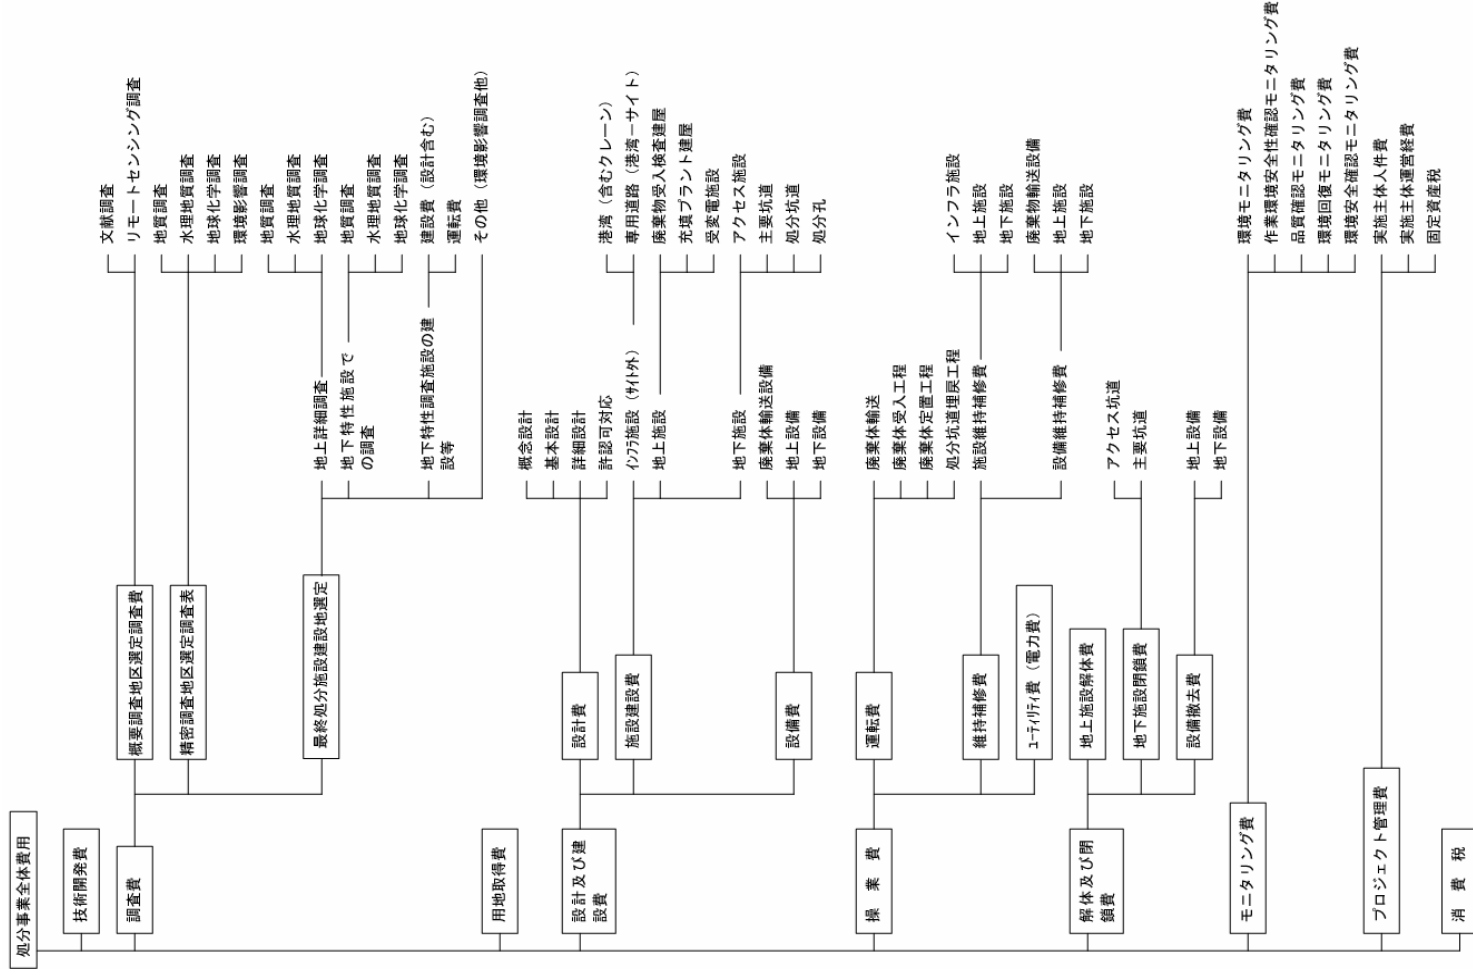 処分事業全体費用
技術開発費
調査費
概要調査地区選定調査費
文献調査
リモートセンシング調査
精密調査地区選定調査表
地質調査
水理地質調査
地球化学調査
環境影響調査
最終処分施設建設地選定
地上詳細調査
地質調査
水理地質調査
地球化学調査
地下特性施設で
の調査
地質調査
水理地質調査
地球化学調査
地下特性調査施設の建
設等
建設費（設計含む）
運転費
その他（環境影響調査他）
用地取得費
設計及び建
設費
設計費
概念設計
基本設計
詳細設計
許認可対応
施設建設費
ｲﾝﾌﾗ施設（ｻｲﾄ外）
港湾（含むクレーン）
専用道路（港湾－サイト）
地上施設
廃棄物受入検査建屋
充填プラント建屋
受変電施設
地下施設
アクセス施設
主要坑道
処分坑道
処分孔
設備費
廃棄体輸送設備
地上設備
地下設備
操業費
運転費
廃棄体輸送
廃棄体受入工程
廃棄体定置工程
処分坑道埋戻工程
維持補修費
施設維持補修費
インフラ施設
地上施設
地下施設
設備維持補修費
廃棄物輸送設備
地上施設
地下施設
ﾕｰﾃｨﾘﾃｨ費（電力費）
解体及び閉
鎖費
地上施設解体費
地下施設閉鎖費
アクセス坑道
主要坑道
設備撤去費
地上設備
地下設備
モニタリング費
環境モニタリング費
作業環境安全性確認モニタリング費
品質確認モニタリング費
環境回復モニタリング費
環境安全確認モニタリング費
プロジェクト管理費
実施主体人件費
実施主体運営経費
固定資産税
消費税